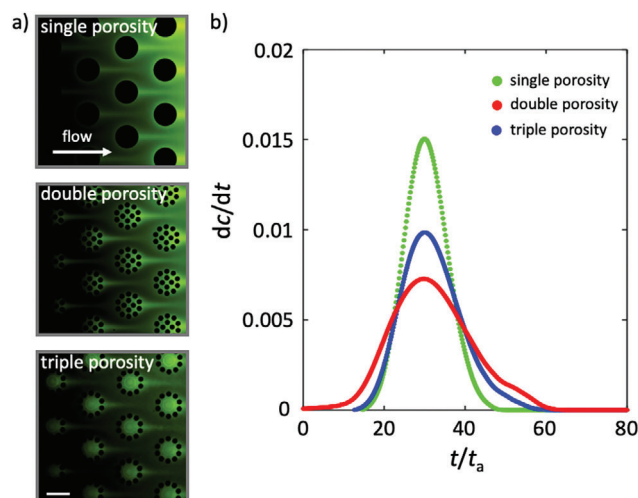 a)
single porosity
flow
double porosity
triple porosity
b)
0.02
0.015
0.01
0.005
0
dc/dt
single porosity
double porosity
triple porosity
0 20 40 60 80
t/ta